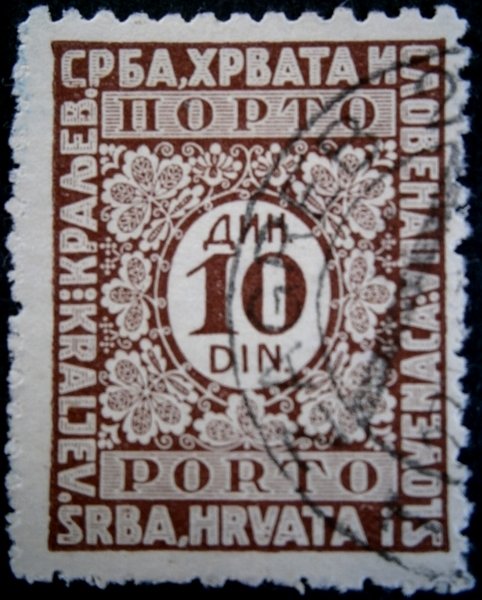 КРАЉЕВ.
СРБА, ХРВАТА И
СЛОВЕНАЦА
ПОРТО
ДИН
10
DIN.
PORTO
KRALJEV.
SRBA, HRVATA I
SLOVENACA